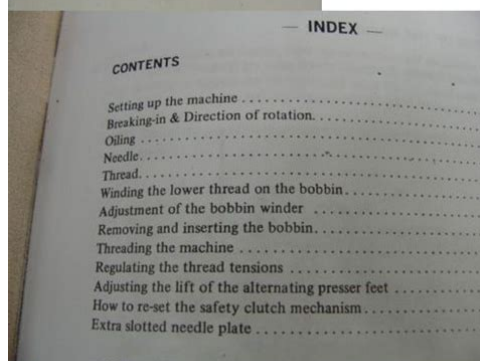 — INDEX —
CONTENTS
Setting up the machine . . . . . . . . . . . . . . . . . . . . . . . . . . . . . . .
Breaking-in & Direction of rotation. . . . . . . . . . . . . . . . . . . . . .
Oiling . . . . . . . . . . . . . . . . . . . . . . . . . . . . . . . . . . . . . . . . . . .
Needle. . . . . . . . . . . . . . . . . . . . . . . . . . . . . . . . . . . . . . . . . .
Thread. . . . . . . . . . . . . . . . . . . . . . . . . . . . . . . . . . . . . . . . . .
Winding the lower thread on the bobbin. . . . . . . . . . . . . . . . .
Adjustment of the bobbin winder . . . . . . . . . . . . . . . . . . . . . .
Removing and inserting the bobbin. . . . . . . . . . . . . . . . . . . . .
Threading the machine . . . . . . . . . . . . . . . . . . . . . . . . . . . . . .
Regulating the thread tensions . . . . . . . . . . . . . . . . . . . . . . . .
Adjusting the lift of the alternating presser feet . . . . . . . . . . .
How to re-set the safety clutch mechanism. . . . . . . . . . . . . . .
Extra slotted needle plate . . . . . . . . . . . . . . . . . . . . . . . . . . . .